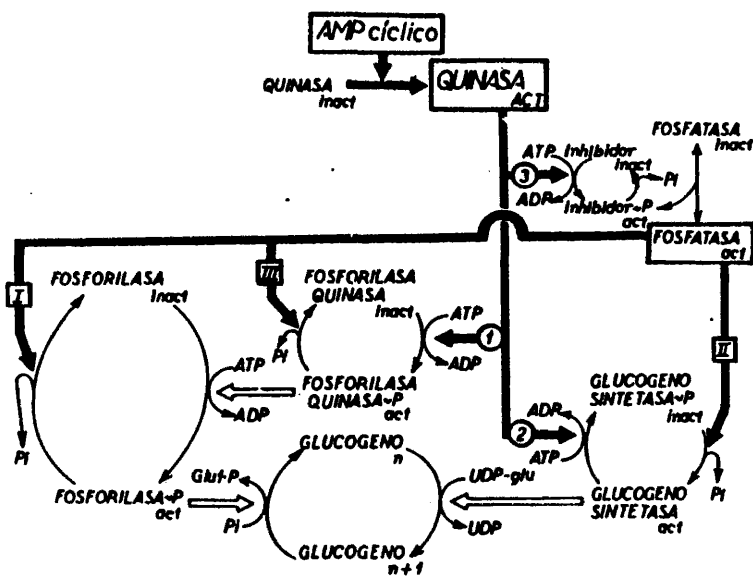 AMP cíclico
QUINASA inact
QUINASA ACT
FOSFATASA inact
ATP
Inhibidor inact
3
Pi
ADP
Inhibidor~P act
FOSFATASA act
I
III
II
FOSFORILASA inact
FOSFORILASA QUINASA inact
ATP
1
Pi
ADP
ATP
ADP
FOSFORILASA QUINASA~P act
GLUCOGENO SINTETASA~P inact
ADP
2
ATP
Pi
GLUCOGENO n
Glut-P
UDP-glu
FOSFORILASA~P act
Pi
UDP
GLUCOGENO SINTETASA act
Pi
GLUCOGENO n+1